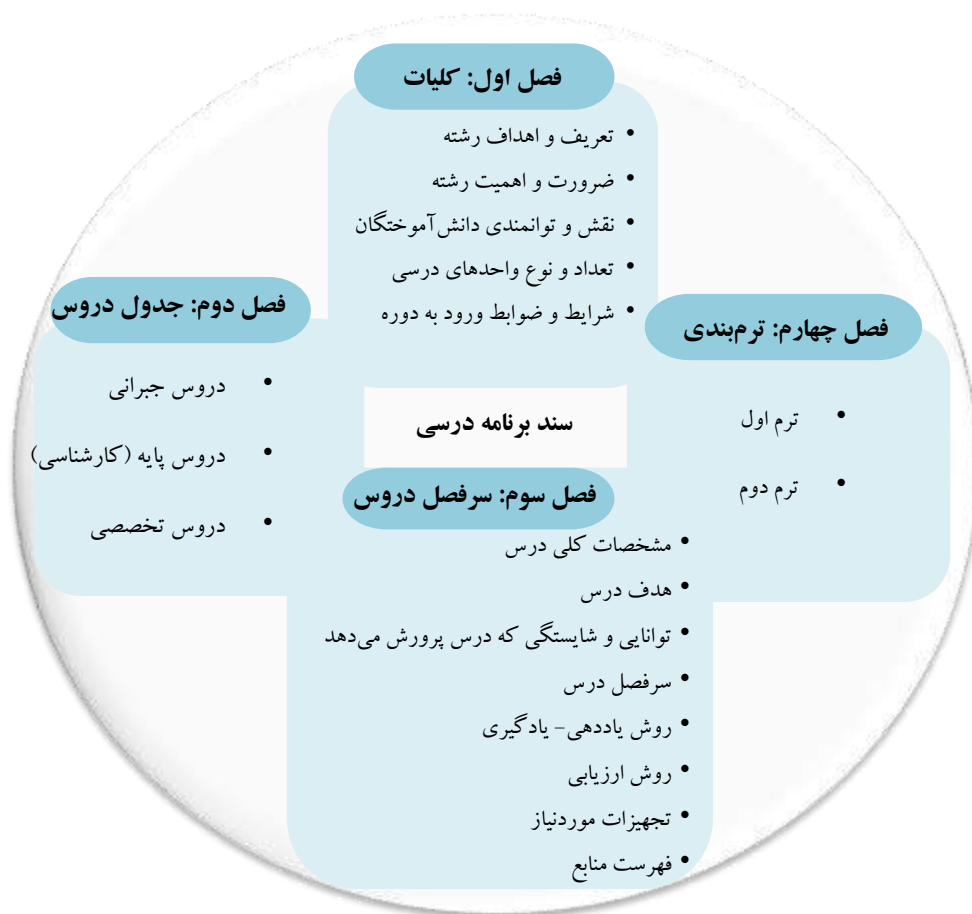 فصل اول: کلیات
• تعریف و اهداف رشته
• ضرورت و اهمیت رشته
• نقش و توانمندی دانش‌آموختگان
• تعداد و نوع واحدهای درسی
• شرایط و ضوابط ورود به دوره
فصل دوم: جدول دروس
• دروس جبرانی
• دروس پایه (کارشناسی)
• دروس تخصصی
سند برنامه درسی
فصل سوم: سرفصل دروس
• مشخصات کلی درس
• هدف درس
• توانایی و شایستگی که درس پرورش می‌دهد
• سرفصل درس
• روش یاددهی- یادگیری
• روش ارزیابی
• تجهیزات موردنیاز
• فهرست منابع
فصل چهارم: ترم‌بندی
• ترم اول
• ترم دوم